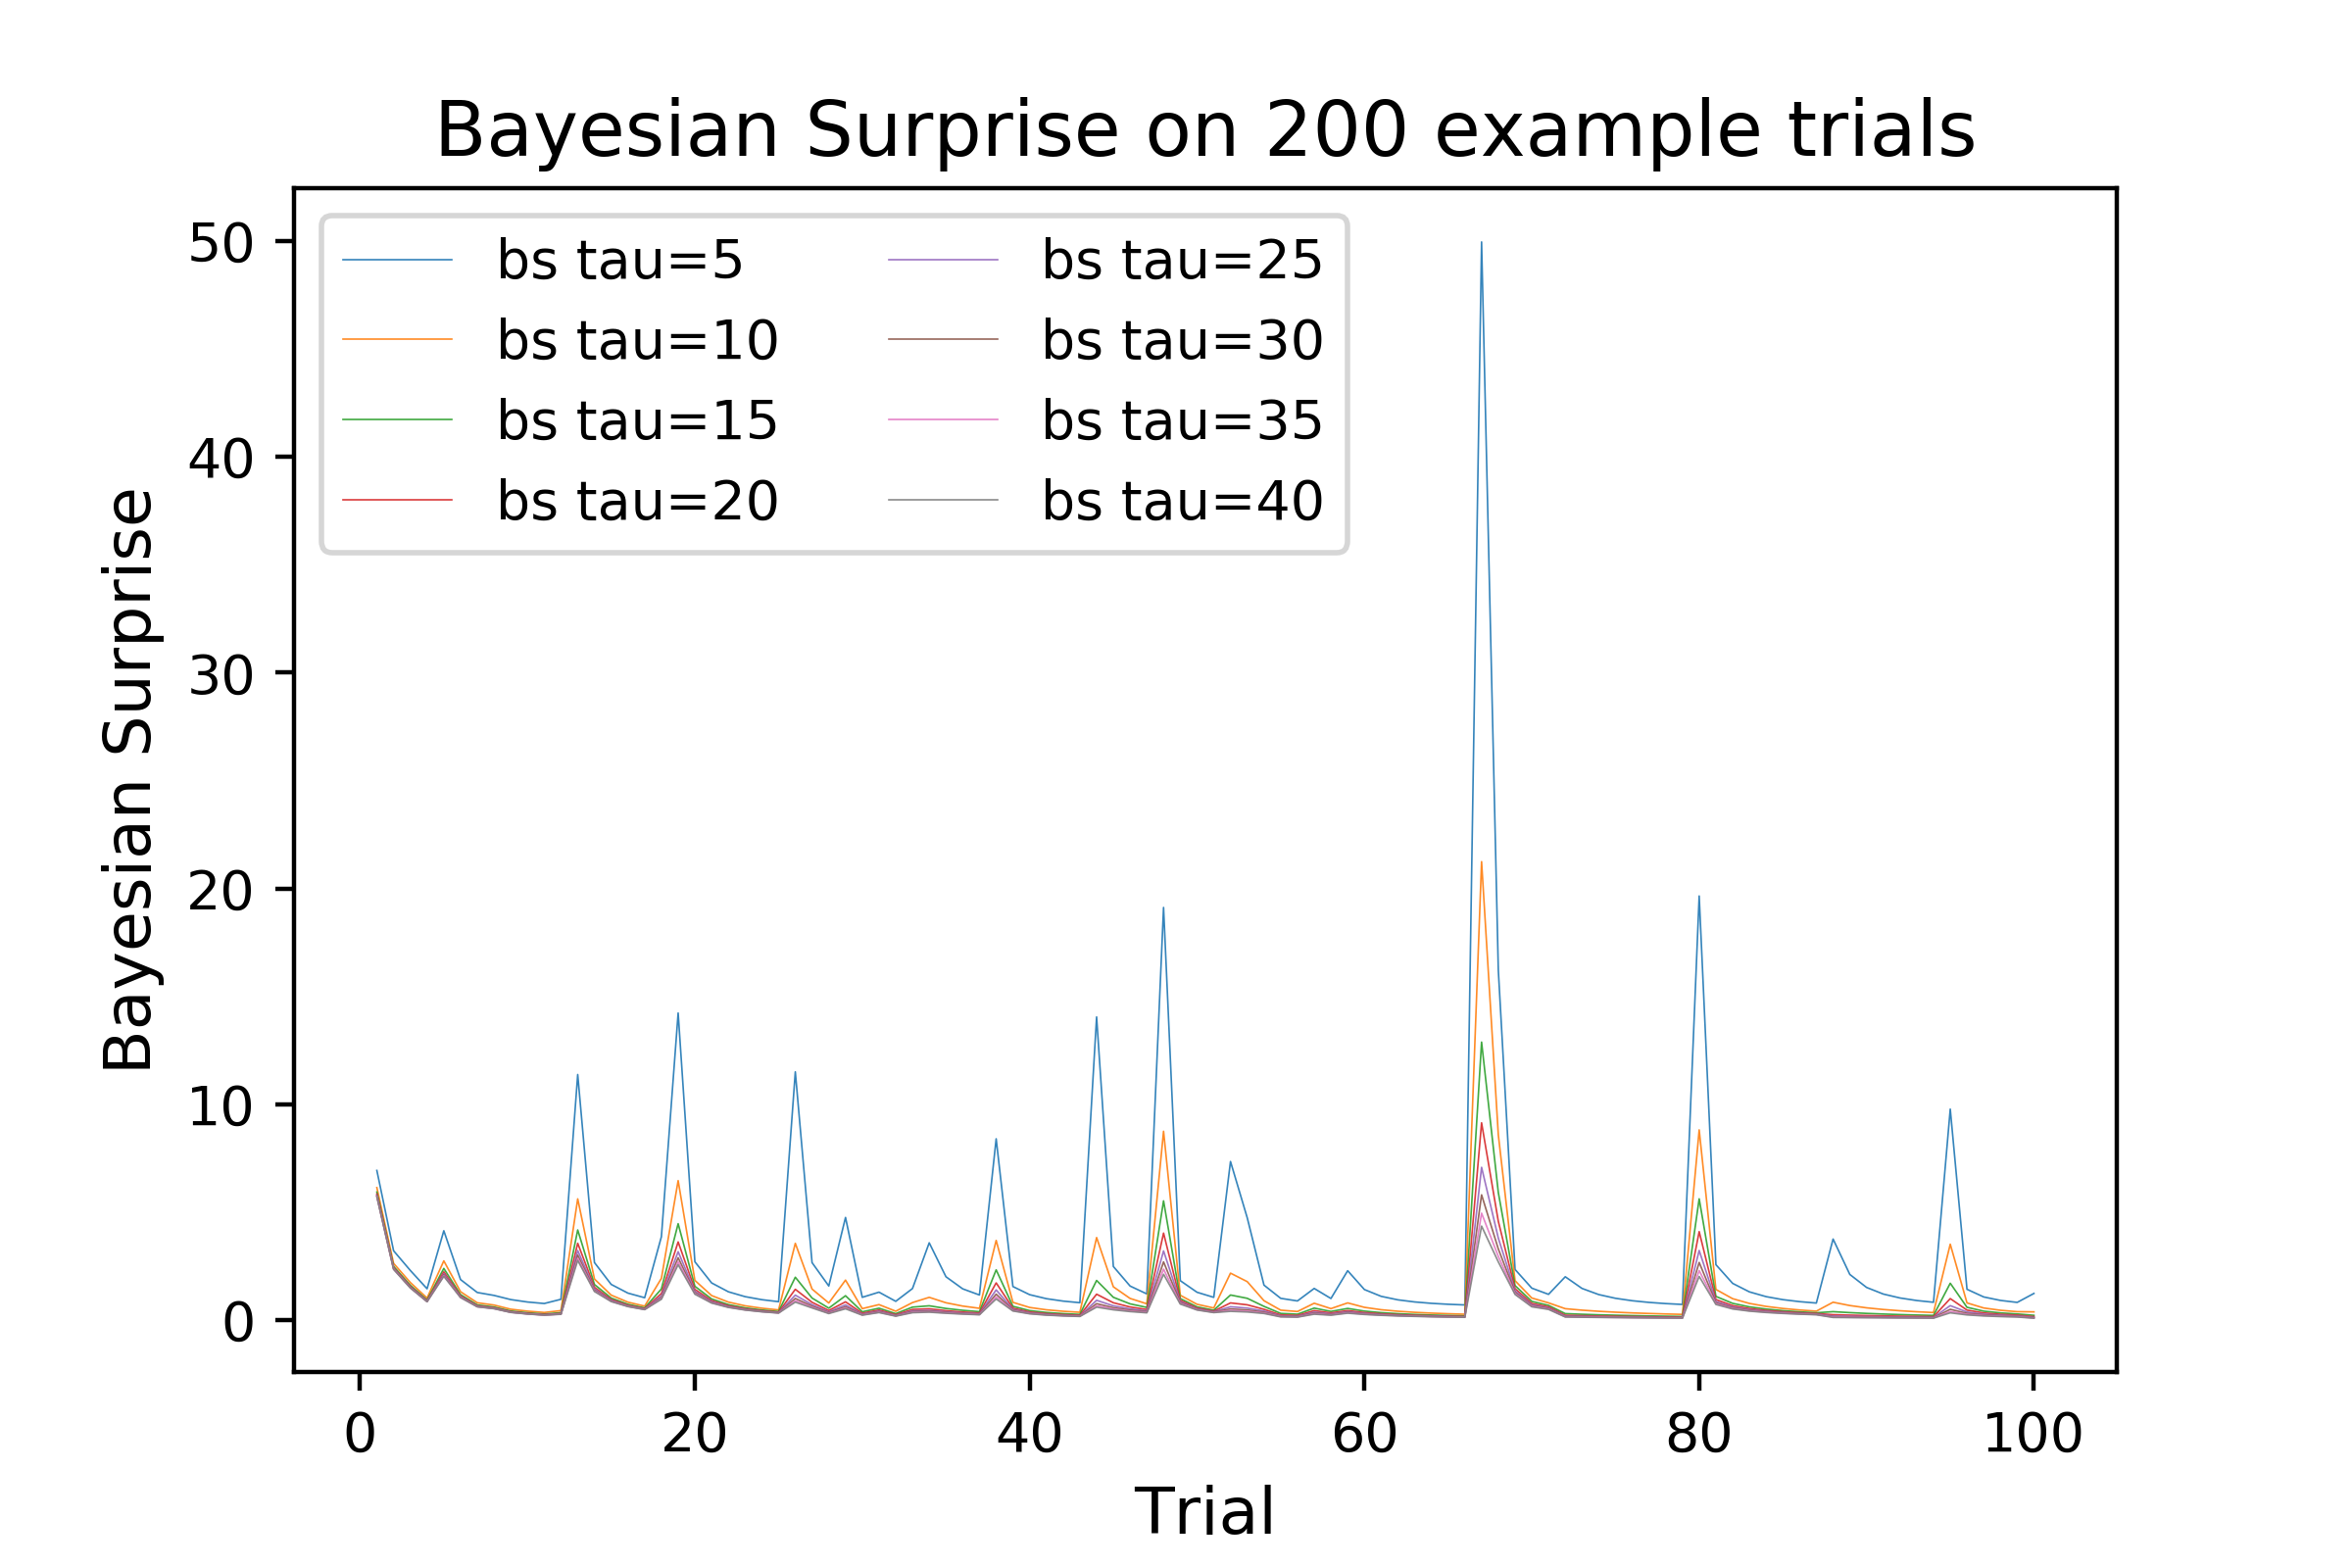 Bayesian Surprise on 200 example trials
bs tau=5
bs tau=10
bs tau=15
bs tau=20
bs tau=25
bs tau=30
bs tau=35
bs tau=40
Bayesian Surprise
50
40
30
20
10
0
0 20 40 60 80 100
Trial